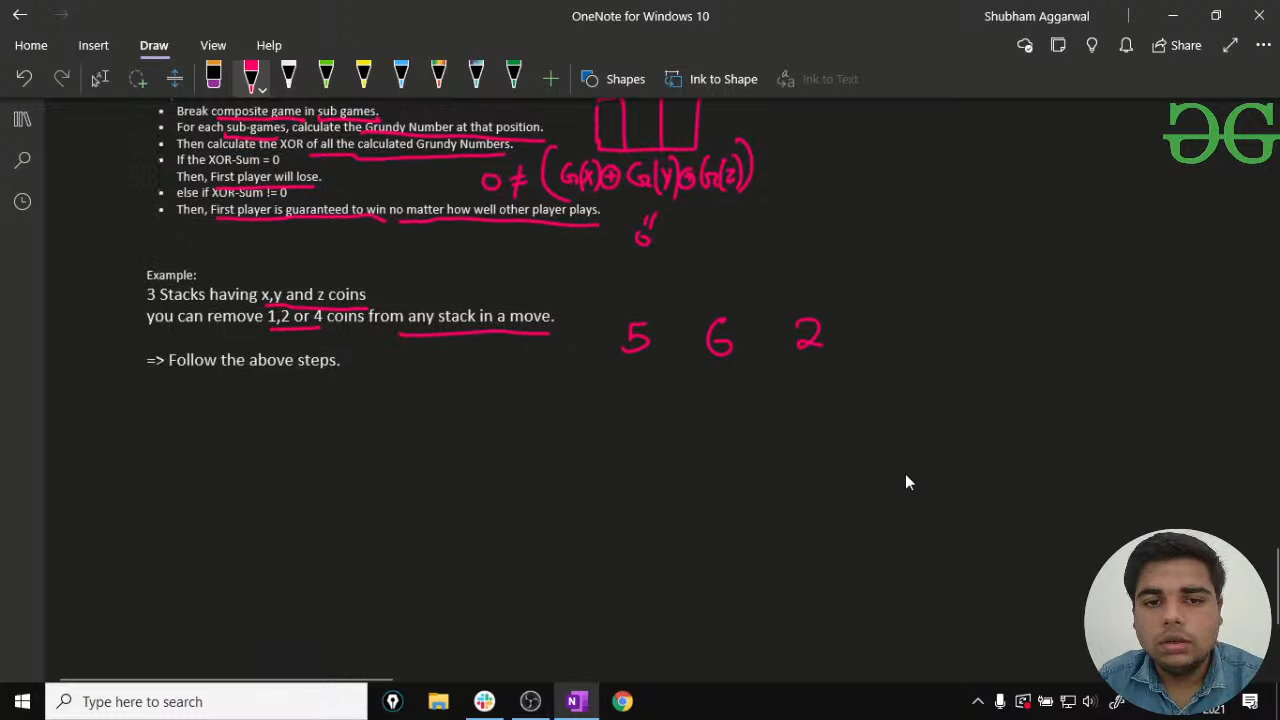 OneNote for Windows 10
Shubham Aggarwal
Home Insert Draw View Help
Share
Shapes
Ink to Shape
Ink to Text
Break composite game in sub games.
For each sub-games, calculate the Grundy Number at that position.
Then calculate the XOR of all the calculated Grundy Numbers.
If the XOR-Sum = 0
Then, First player will lose.
else if XOR-Sum != 0
Then, First player is guaranteed to win no matter how well other player plays.
0 ≠ (G(x) ⊕ G(y) ⊕ G(z))
Example:
3 Stacks having x,y and z coins
you can remove 1,2 or 4 coins from any stack in a move.
5 6 2
=> Follow the above steps.
Type here to search
2021